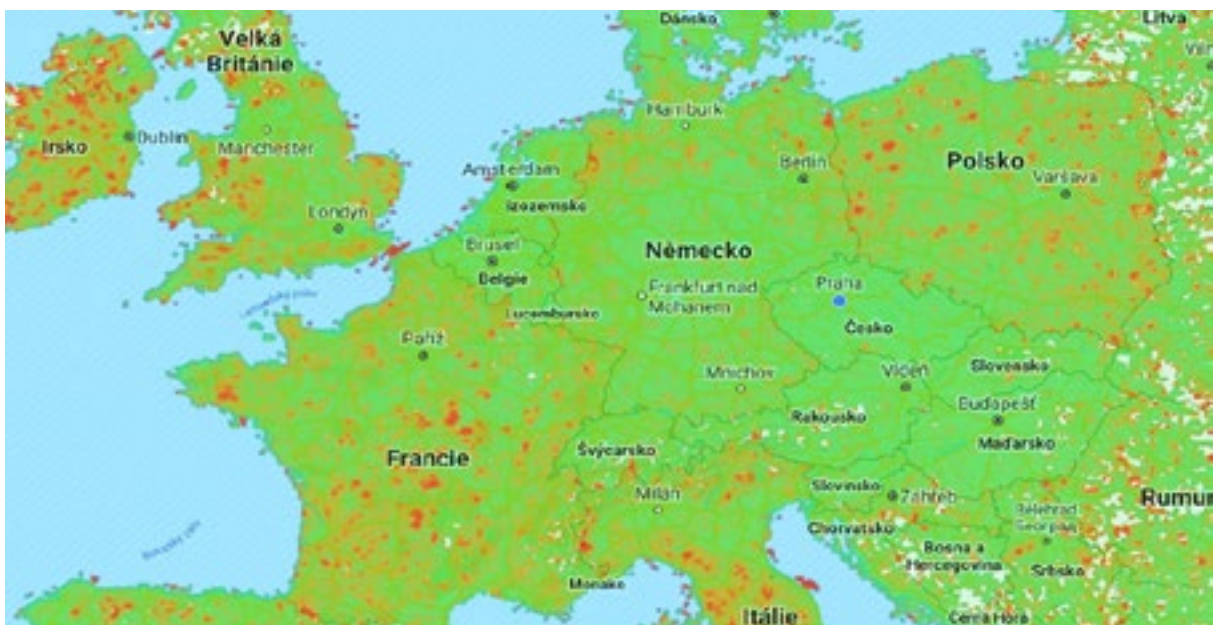 Dánsko
Litva
Velká
Británie
Hamburk
Dublin
Irsko
Manchester
Berlín
Polsko
Amsterdam
Varšava
Nizozemsko
Londýn
Brusel
Německo
Belgie
Praha
Frankfurt nad
Mohanem
Lucembursko
Česko
Paříž
Slovensko
Mnichov
Vídeň
Budapešť
Rakousko
Maďarsko
Švýcarsko
Francie
Slovinsko
Milán
Záhřeb
Rumun
Bělehrad
Chorvatsko
Bosna a
Hercegovina
Srbsko
Monako
Itálie
Černá Hora